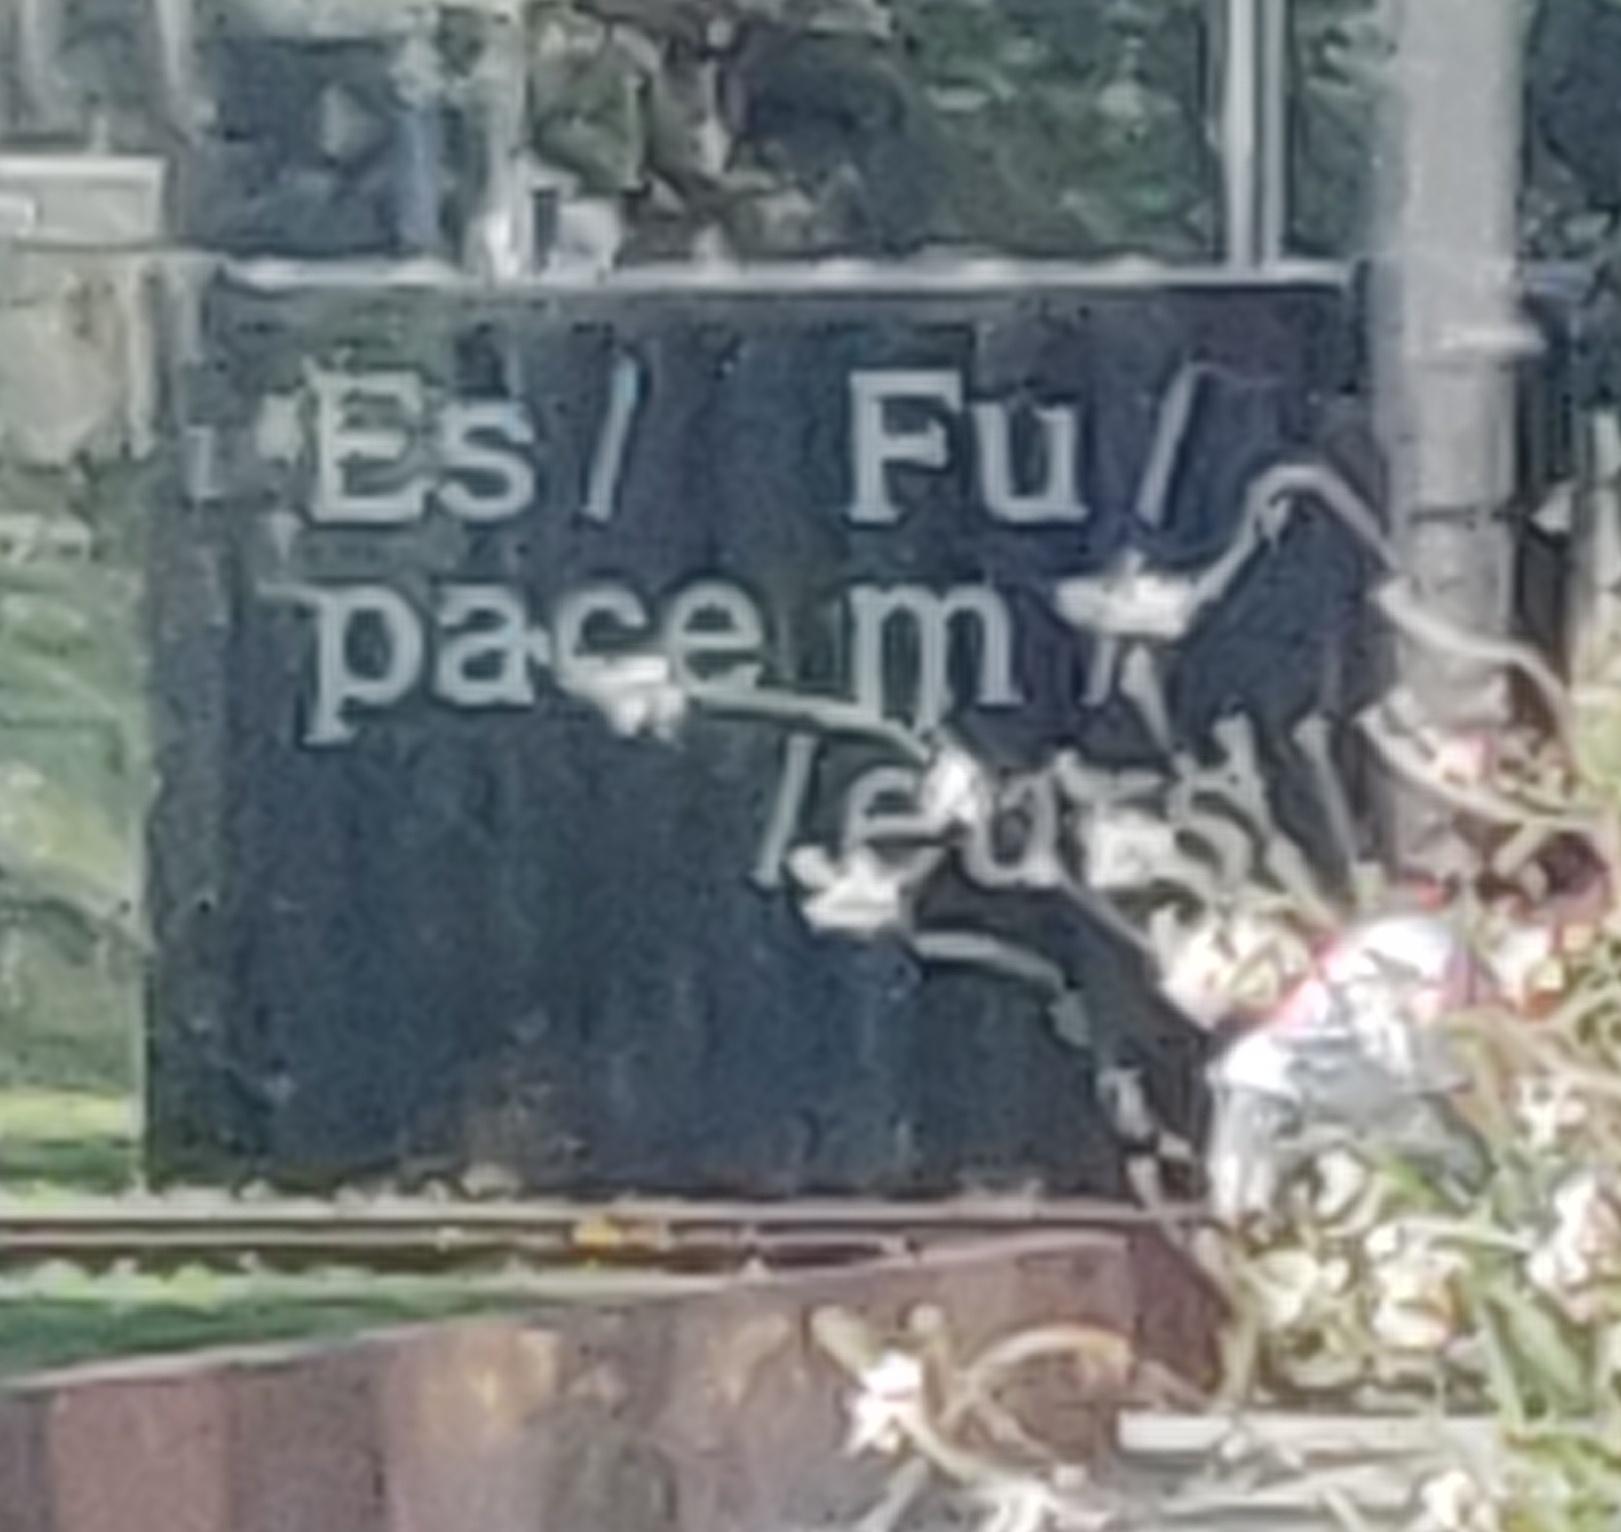 Es/ Fu/
pace m/
/eurs